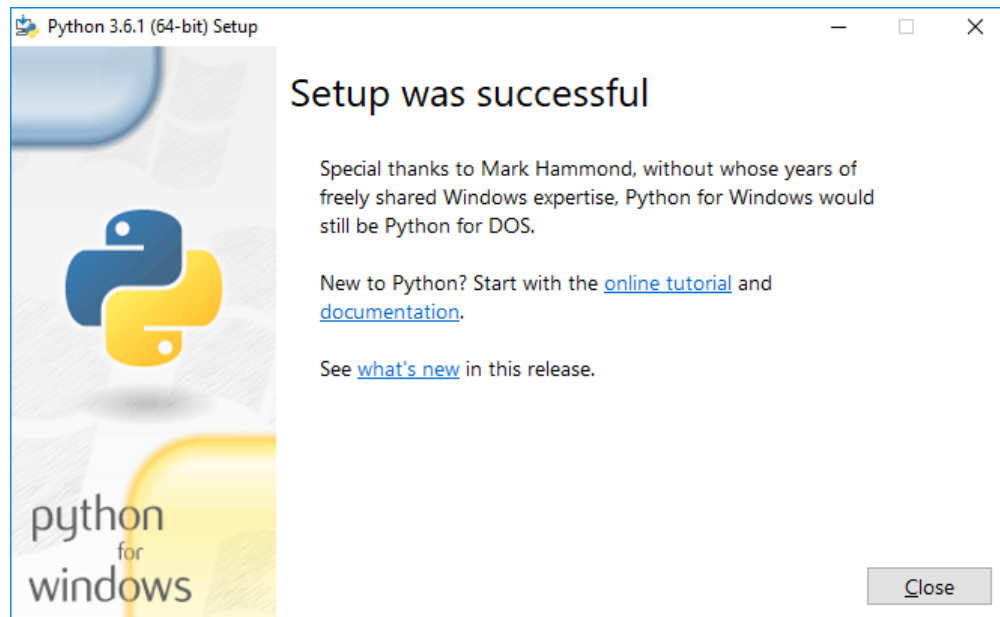 Python 3.6.1 (64-bit) Setup
Setup was successful
Special thanks to Mark Hammond, without whose years of
freely shared Windows expertise, Python for Windows would
still be Python for DOS.
New to Python? Start with the online tutorial and
documentation.
See what's new in this release.
python
for
windows
Close